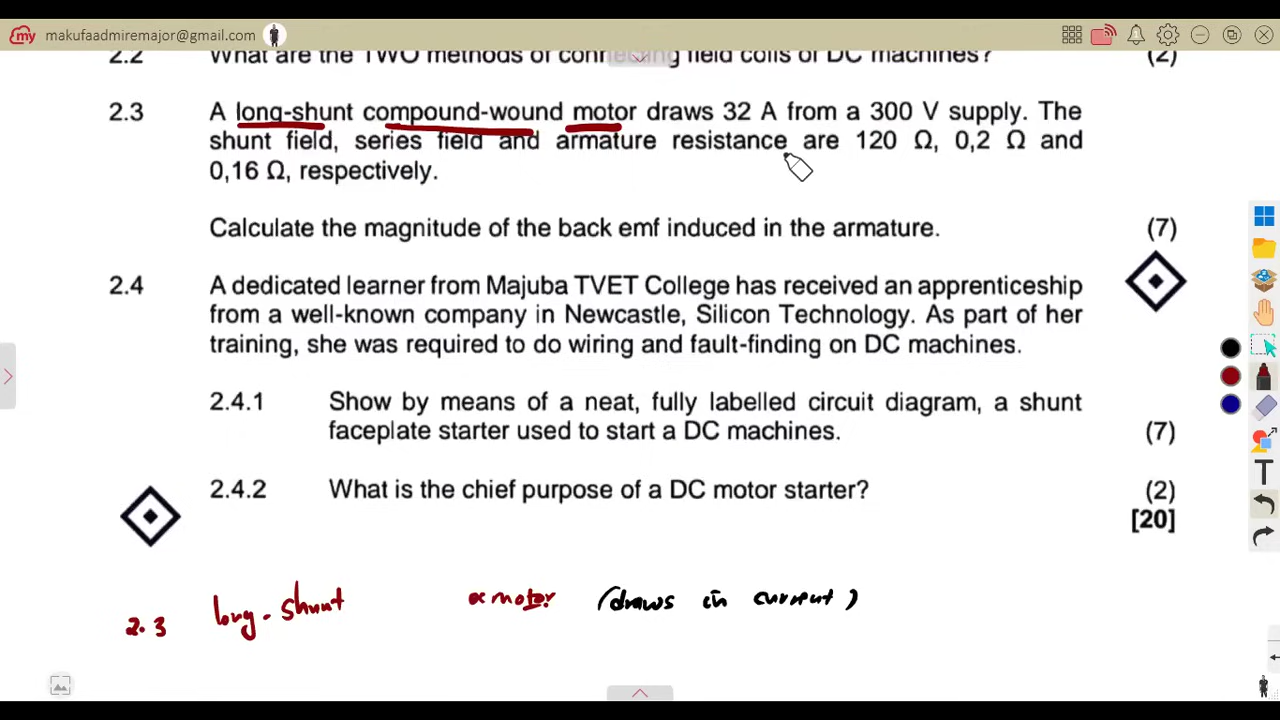 my makufaadmiremajor@gmail.com
2.2 What are the TWO methods of connecting field coils of DC machines? (2)
2.3 A long-shunt compound-wound motor draws 32 A from a 300 V supply. The
shunt field, series field and armature resistance are 120 Ω, 0,2 Ω and
0,16 Ω, respectively.
Calculate the magnitude of the back emf induced in the armature. (7)
2.4 A dedicated learner from Majuba TVET College has received an apprenticeship
from a well-known company in Newcastle, Silicon Technology. As part of her
training, she was required to do wiring and fault-finding on DC machines.
2.4.1 Show by means of a neat, fully labelled circuit diagram, a shunt
faceplate starter used to start a DC machines. (7)
2.4.2 What is the chief purpose of a DC motor starter? (2)
[20]
2.3 long-shunt motor (draws in current)